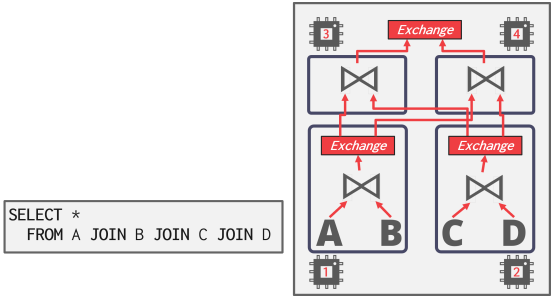 SELECT *
FROM A JOIN B JOIN C JOIN D
3
Exchange
4
Exchange
Exchange
A
B
C
D
1
2